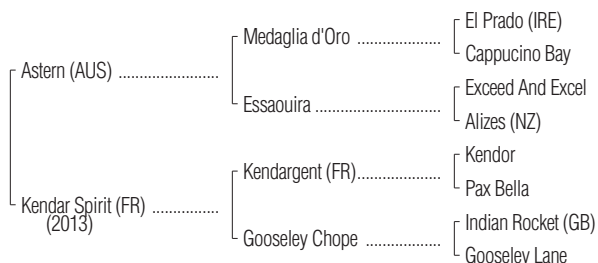 El Prado (IRE)
Medaglia d'Oro ....................
Cappucino Bay
Astern (AUS) ........................
Exceed And Excel
Essaouira ..............................
Alizes (NZ)
Kendor
Kendargent (FR)....................
Pax Bella
Kendar Spirit (FR) ................
(2013)
Indian Rocket (GB)
Gooseley Chope ..................
Gooseley Lane